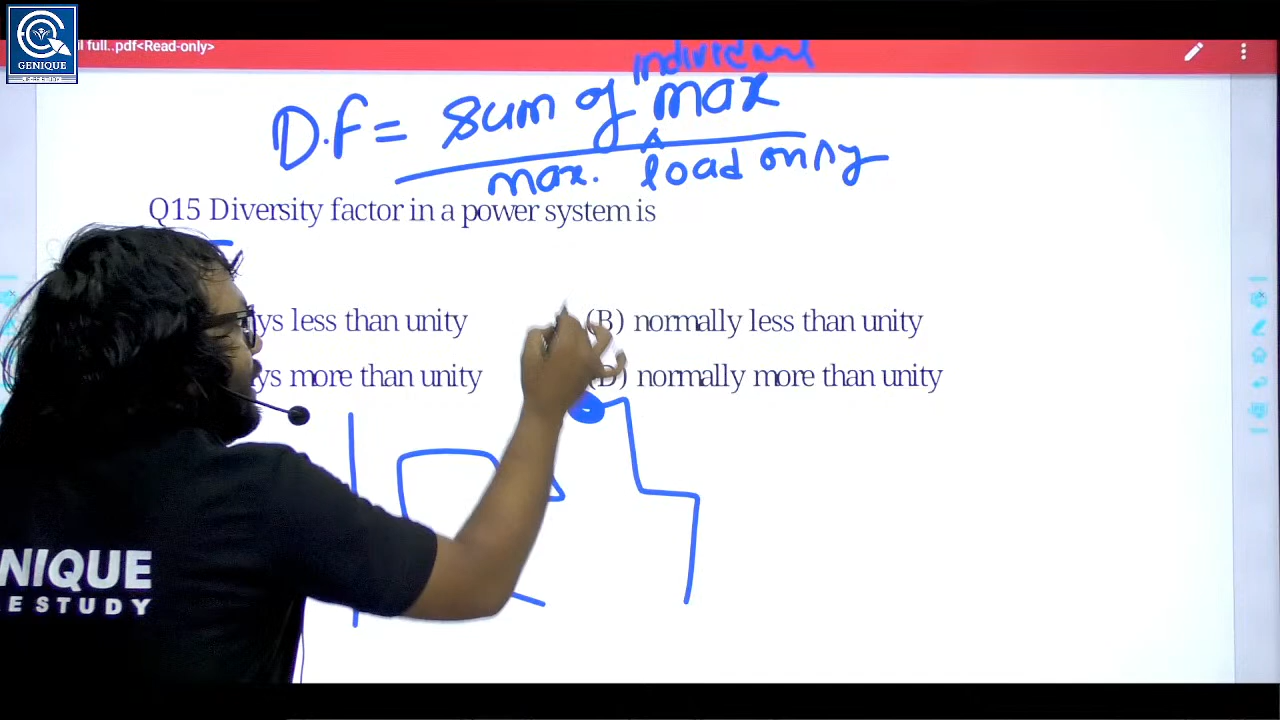 GENIQUE
full..pdf<Read-only>
individual
D.F = Sum of max
max. load only
Q15 Diversity factor in a power system is
ys less than unity
(B) normally less than unity
ys more than unity
(D) normally more than unity
NIQUE
E STUDY